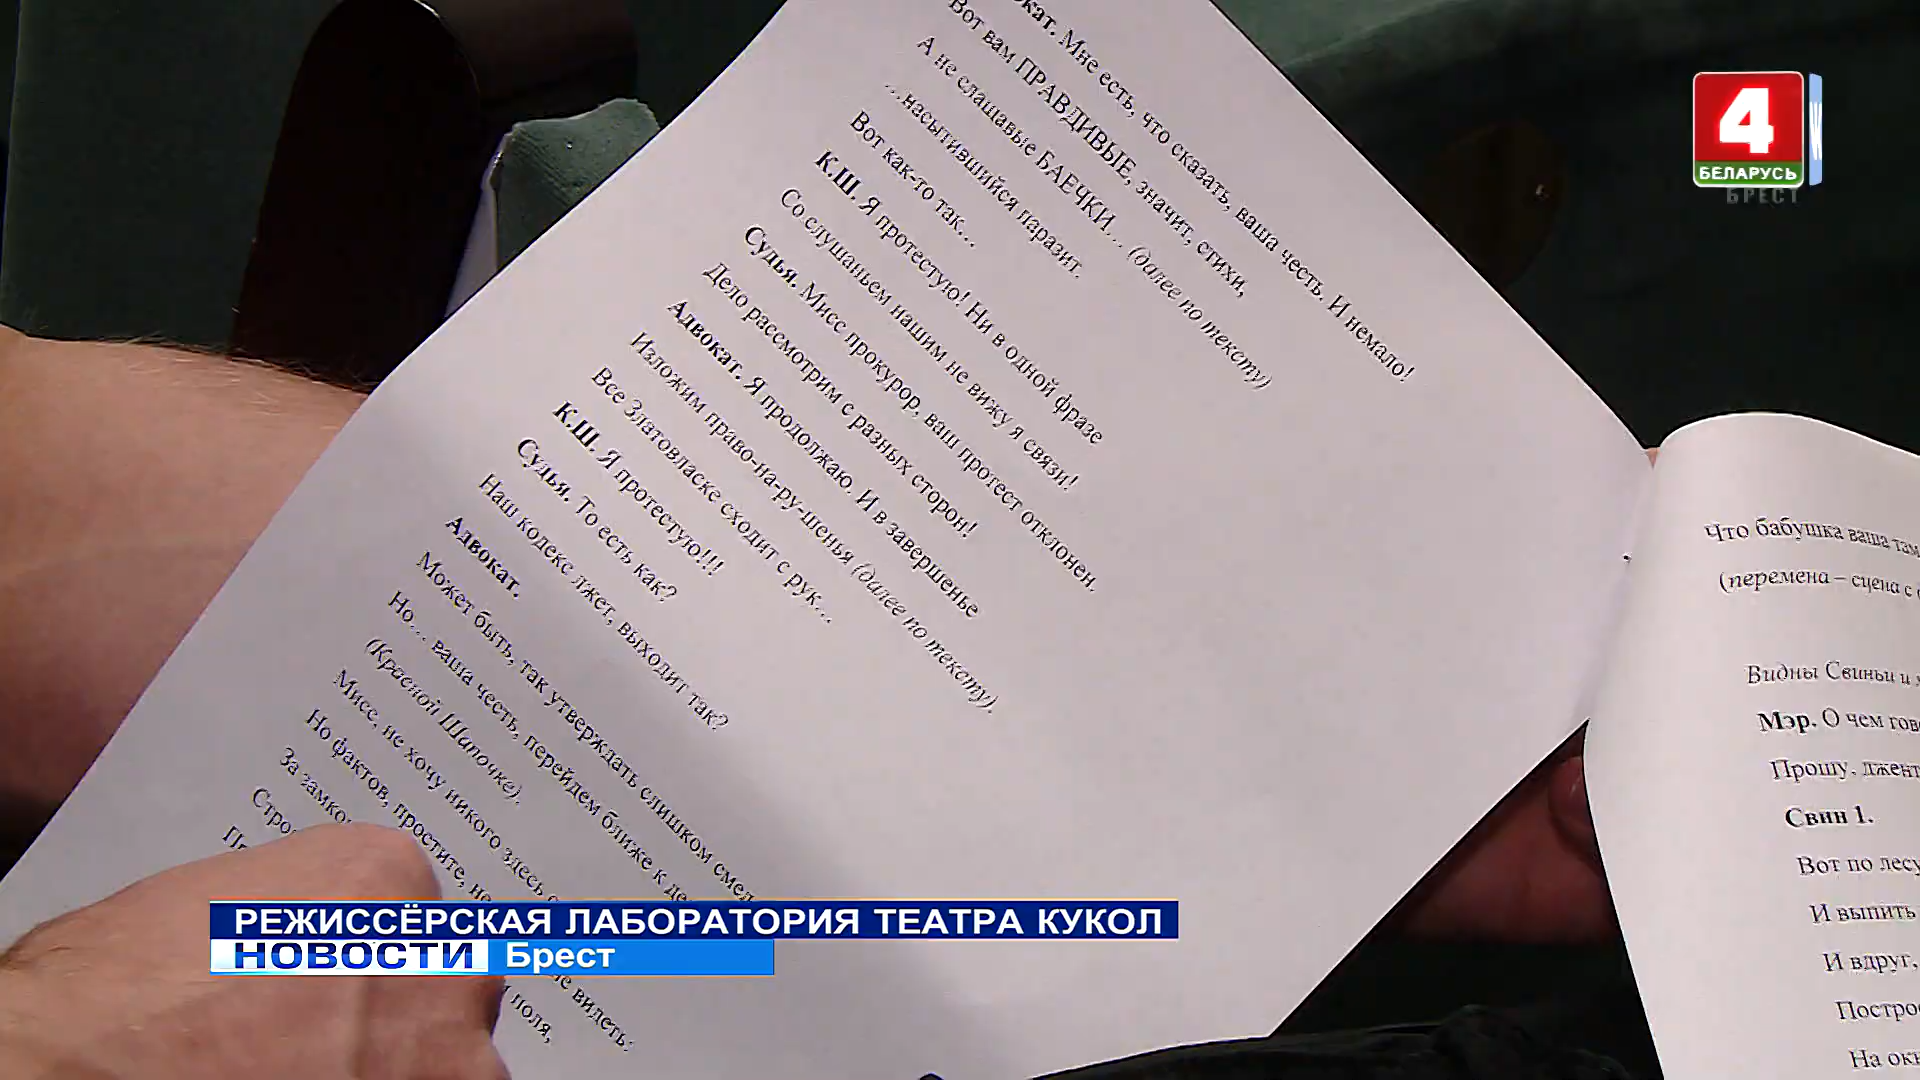 окат. Мне есть, что сказать, ваша честь. И немало!
Вот вам ПРАВДИВЫЕ, значит, стихи,
А не слащавые БАЕЧКИ... (далее по тексту)
...насытившийся паразит.
Вот как-то так...
К.Ш. Я протестую! Ни в одной фразе
Со слушаньем нашим не вижу я связи!
Судья. Мисс прокурор, ваш протест отклонен.
Дело рассмотрим с разных сторон!
Адвокат. Я продолжаю. И в завершенье
Изложим право-на-ру-шенья (далее по тексту).
Все Златовласке сходит с рук...
К.Ш. Я протестую!!!
Судья. То есть как?
Наш кодекс лжет, выходит так?
Адвокат.
Может быть, так утверждать слишком смел
Но... ваша честь, перейдем ближе к де
(Красной Шапочке).
Мисс, не хочу никого здесь
Но фактов, простите, не
не видеть:
За замко
поля,
Стро
Что бабушка ваша там
(перемена – сцена с
Видны Свиньи и
Мэр. О чем гов
Прошу, джент
Свин 1.
Вот по лесу
И выпить
И вдруг,
Построе
На окн
4
БЕЛАРУСЬ
БРЕСТ
РЕЖИССЁРСКАЯ ЛАБОРАТОРИЯ ТЕАТРА КУКОЛ
НОВОСТИ Брест